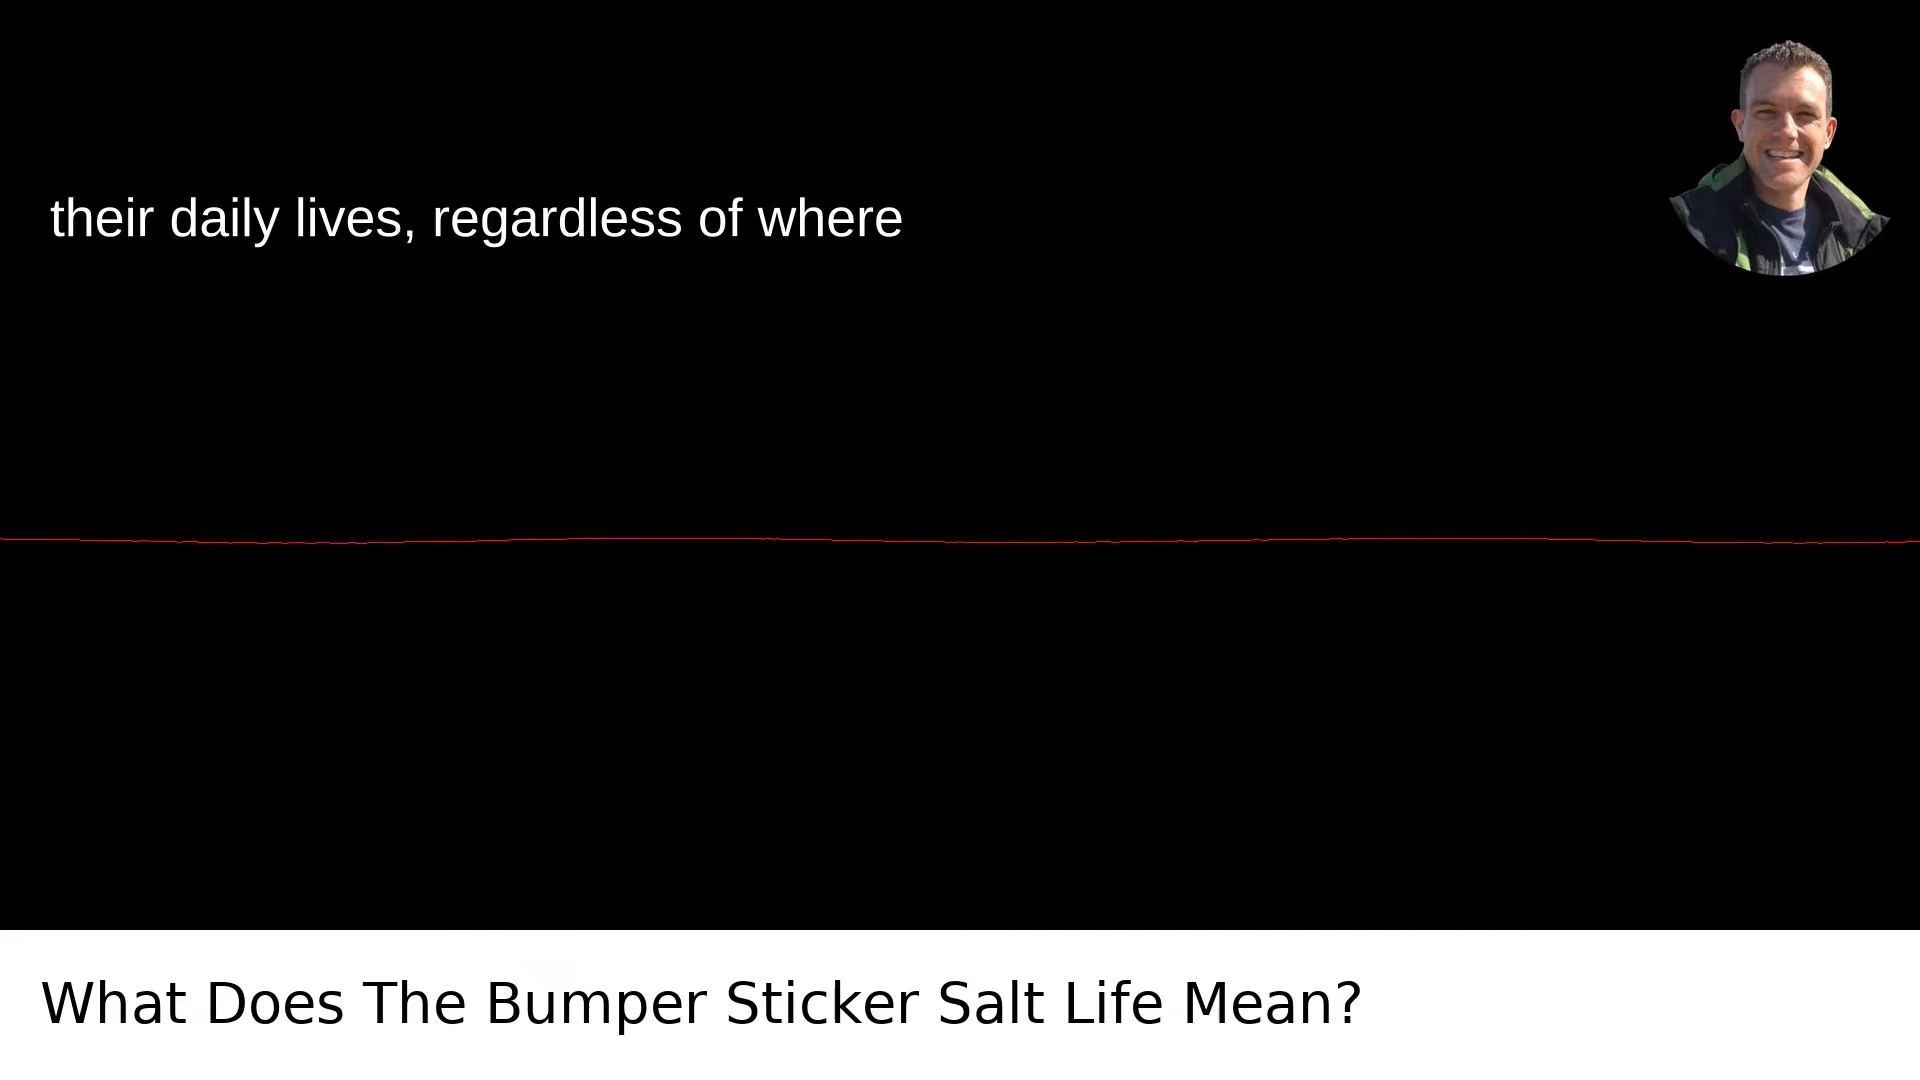 their daily lives, regardless of where
What Does The Bumper Sticker Salt Life Mean?